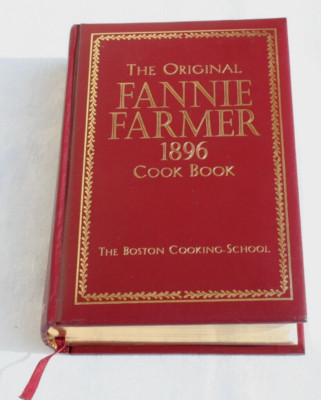 The Original
FANNIE
FARMER
1896
Cook Book
The Boston Cooking-School